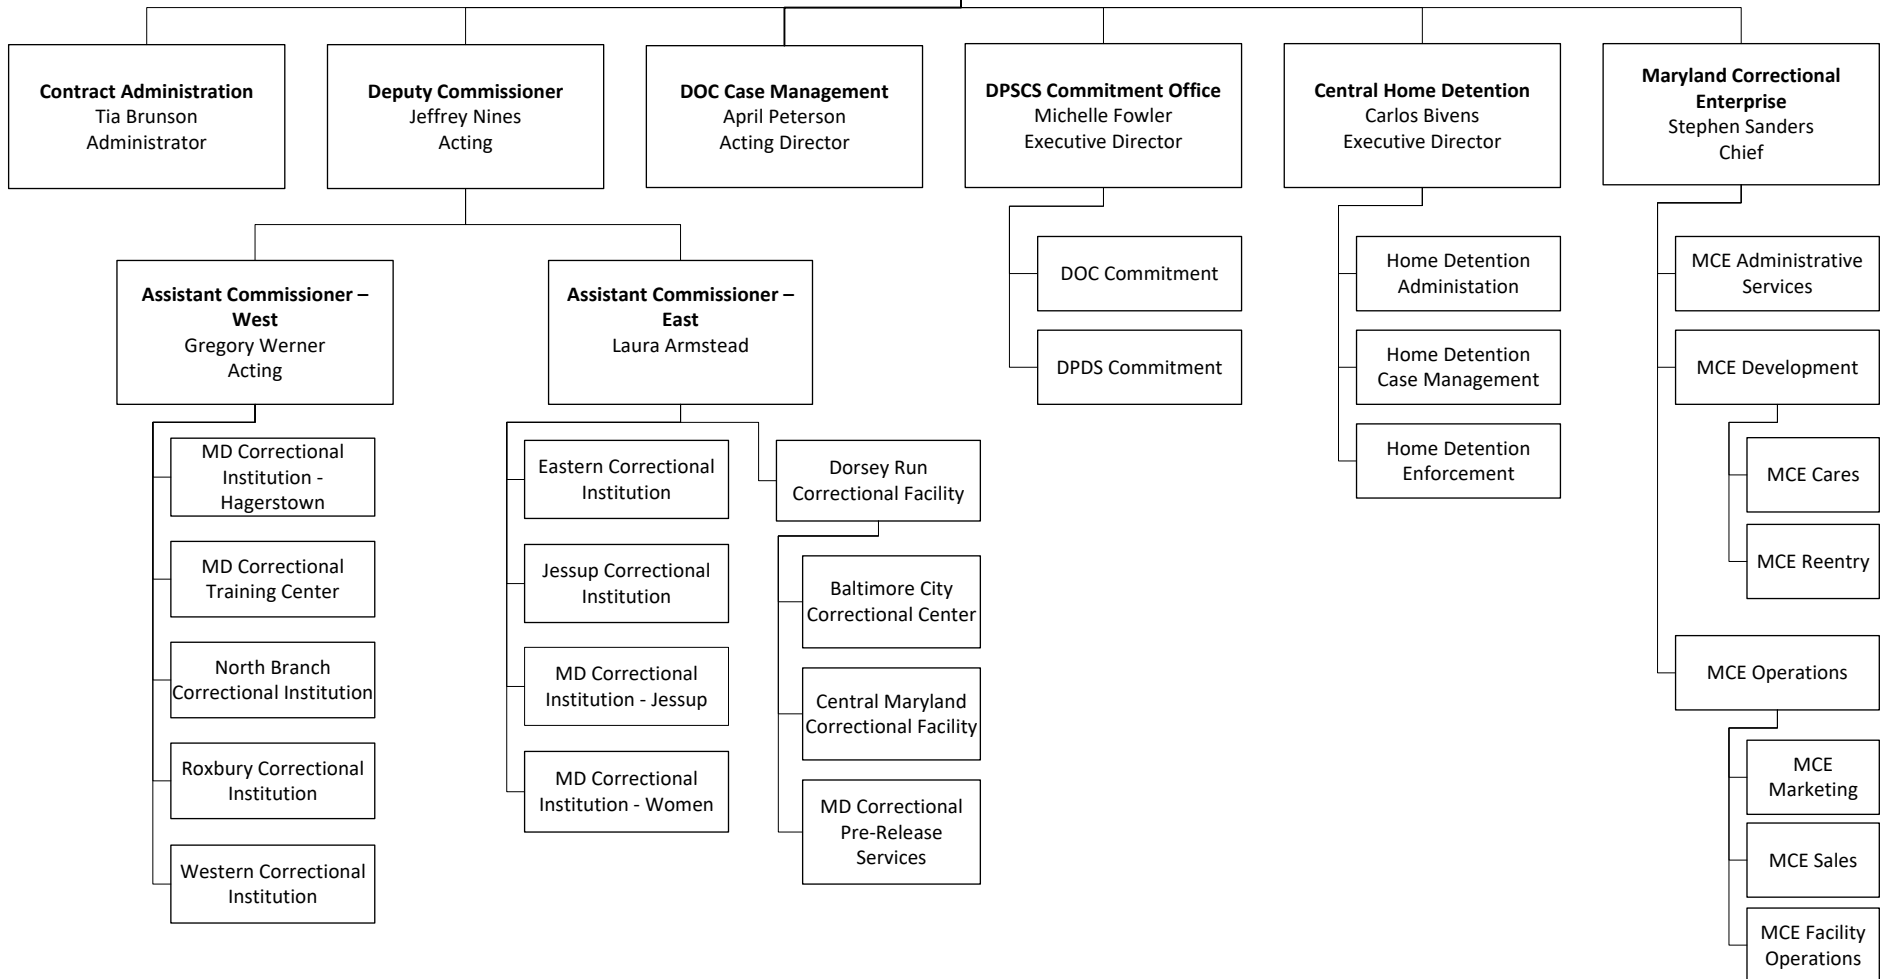 Contract Administration
Tia Brunson
Administrator
Deputy Commissioner
Jeffrey Nines
Acting
DOC Case Management
April Peterson
Acting Director
DPSCS Commitment Office
Michelle Fowler
Executive Director
Central Home Detention
Carlos Bivens
Executive Director
Maryland Correctional
Enterprise
Stephen Sanders
Chief
Assistant Commissioner –
West
Gregory Werner
Acting
MD Correctional
Institution -
Hagerstown
MD Correctional
Training Center
North Branch
Correctional Institution
Roxbury Correctional
Institution
Western Correctional
Institution
Assistant Commissioner –
East
Laura Armstead
Eastern Correctional
Institution
Jessup Correctional
Institution
MD Correctional
Institution - Jessup
MD Correctional
Institution - Women
Dorsey Run
Correctional Facility
Baltimore City
Correctional Center
Central Maryland
Correctional Facility
MD Correctional
Pre-Release
Services
DOC Commitment
DPDS Commitment
Home Detention
Administation
Home Detention
Case Management
Home Detention
Enforcement
MCE Administrative
Services
MCE Development
MCE Cares
MCE Reentry
MCE Operations
MCE
Marketing
MCE Sales
MCE Facility
Operations